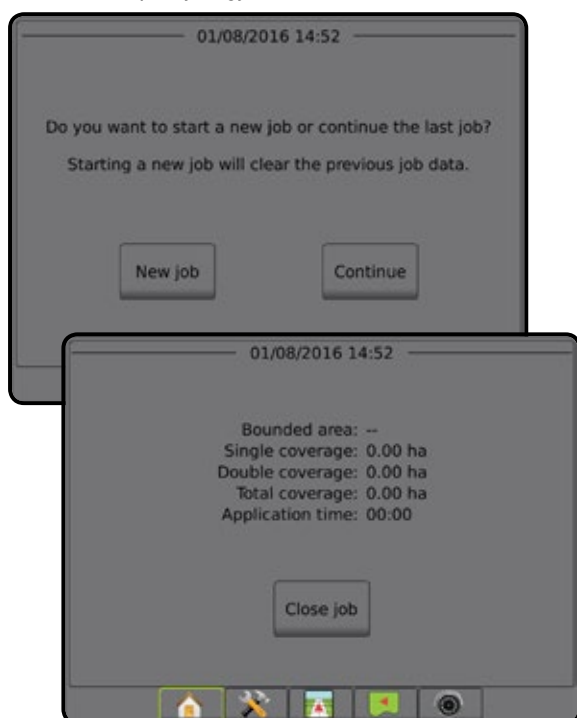 01/08/2016 14:52
Do you want to start a new job or continue the last job?
Starting a new job will clear the previous job data.
New job Continue
01/08/2016 14:52
Bounded area: --
Single coverage: 0.00 ha
Double coverage: 0.00 ha
Total coverage: 0.00 ha
Application time: 00:00
Close job